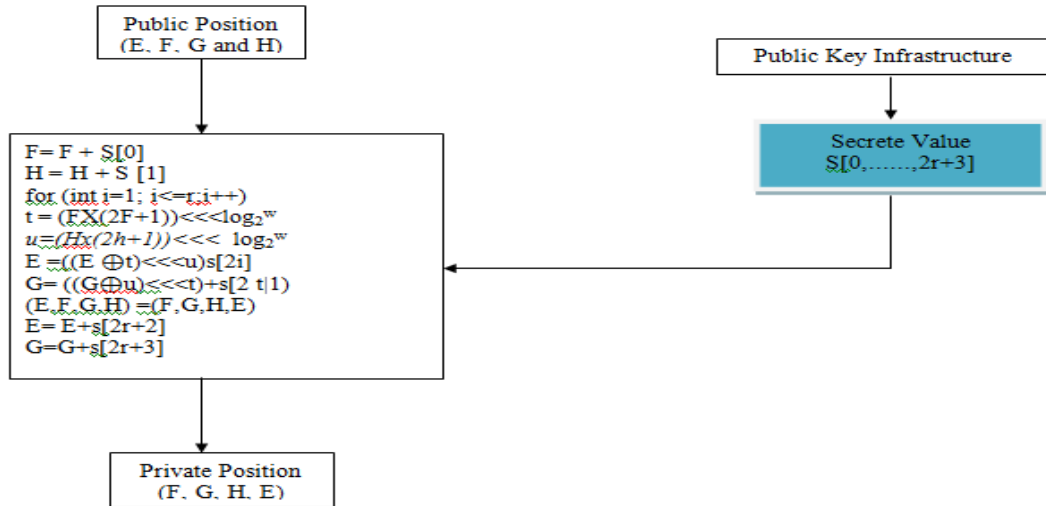 Public Position
(E, F, G and H)
Public Key Infrastructure
Secrete Value
S[0,......,2r+3]
F= F + S[0]
H = H + S [1]
for (int i=1; i<=r;i++)
t = (FX(2F+1))<<<log₂ʷ
u=(Hx(2h+1))<<< log₂ʷ
E =((E ⊕t)<<<u)s[2i]
G= ((G⊕u)<<<t)+s[2 t|1)
(E,F,G,H) =(F,G,H,E)
E= E+s[2r+2]
G=G+s[2r+3]
Private Position
(F, G, H, E)